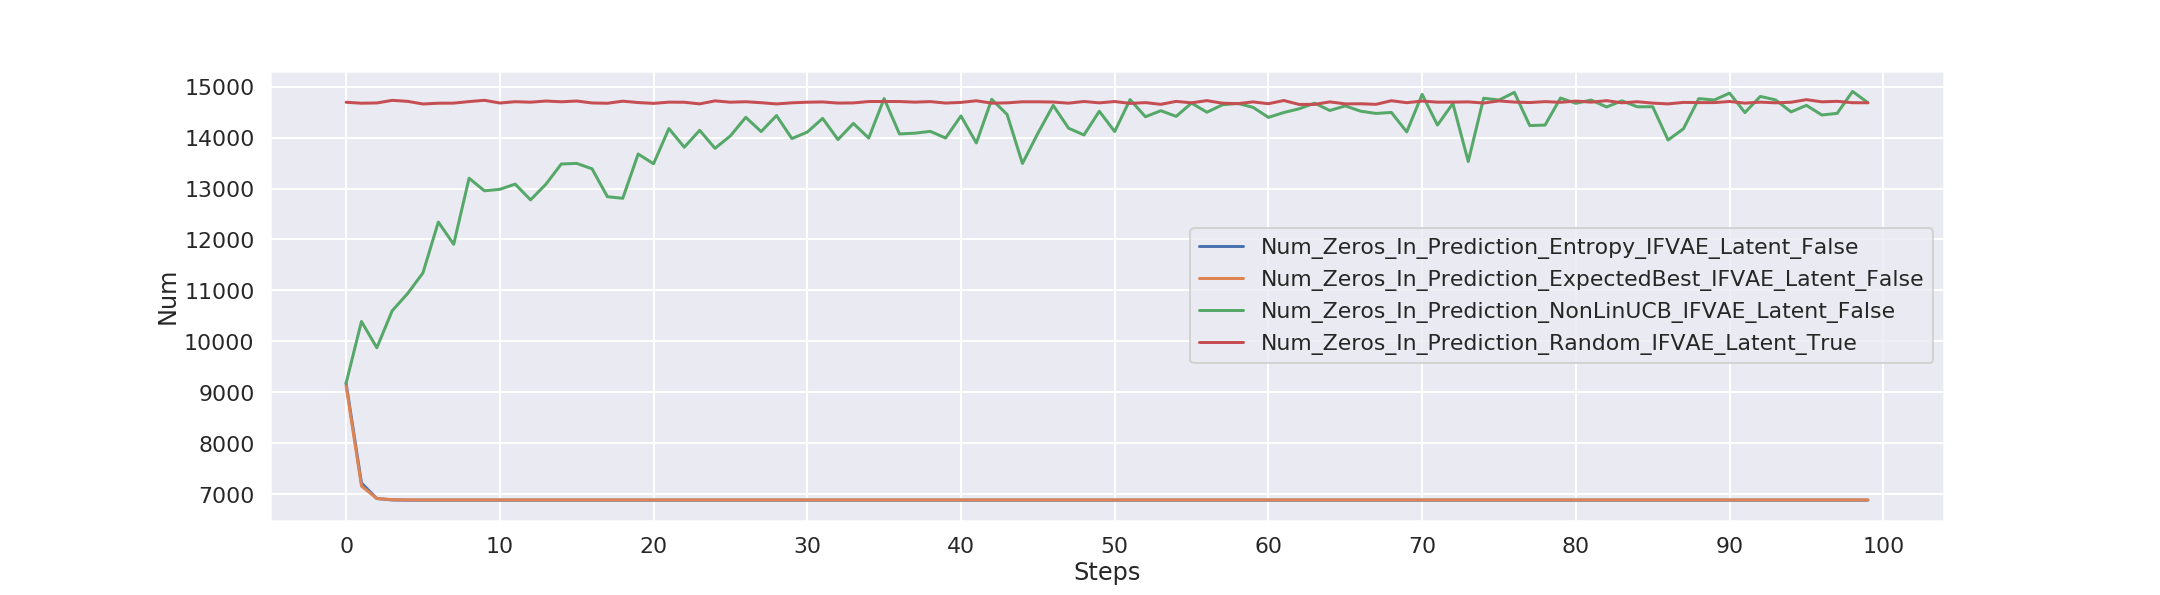 15000
14000
13000
12000
11000
10000
9000
8000
7000
Num
0 10 20 30 40 50 60 70 80 90 100
Steps
Num_Zeros_In_Prediction_Entropy_IFVAE_Latent_False
Num_Zeros_In_Prediction_ExpectedBest_IFVAE_Latent_False
Num_Zeros_In_Prediction_NonLinUCB_IFVAE_Latent_False
Num_Zeros_In_Prediction_Random_IFVAE_Latent_True